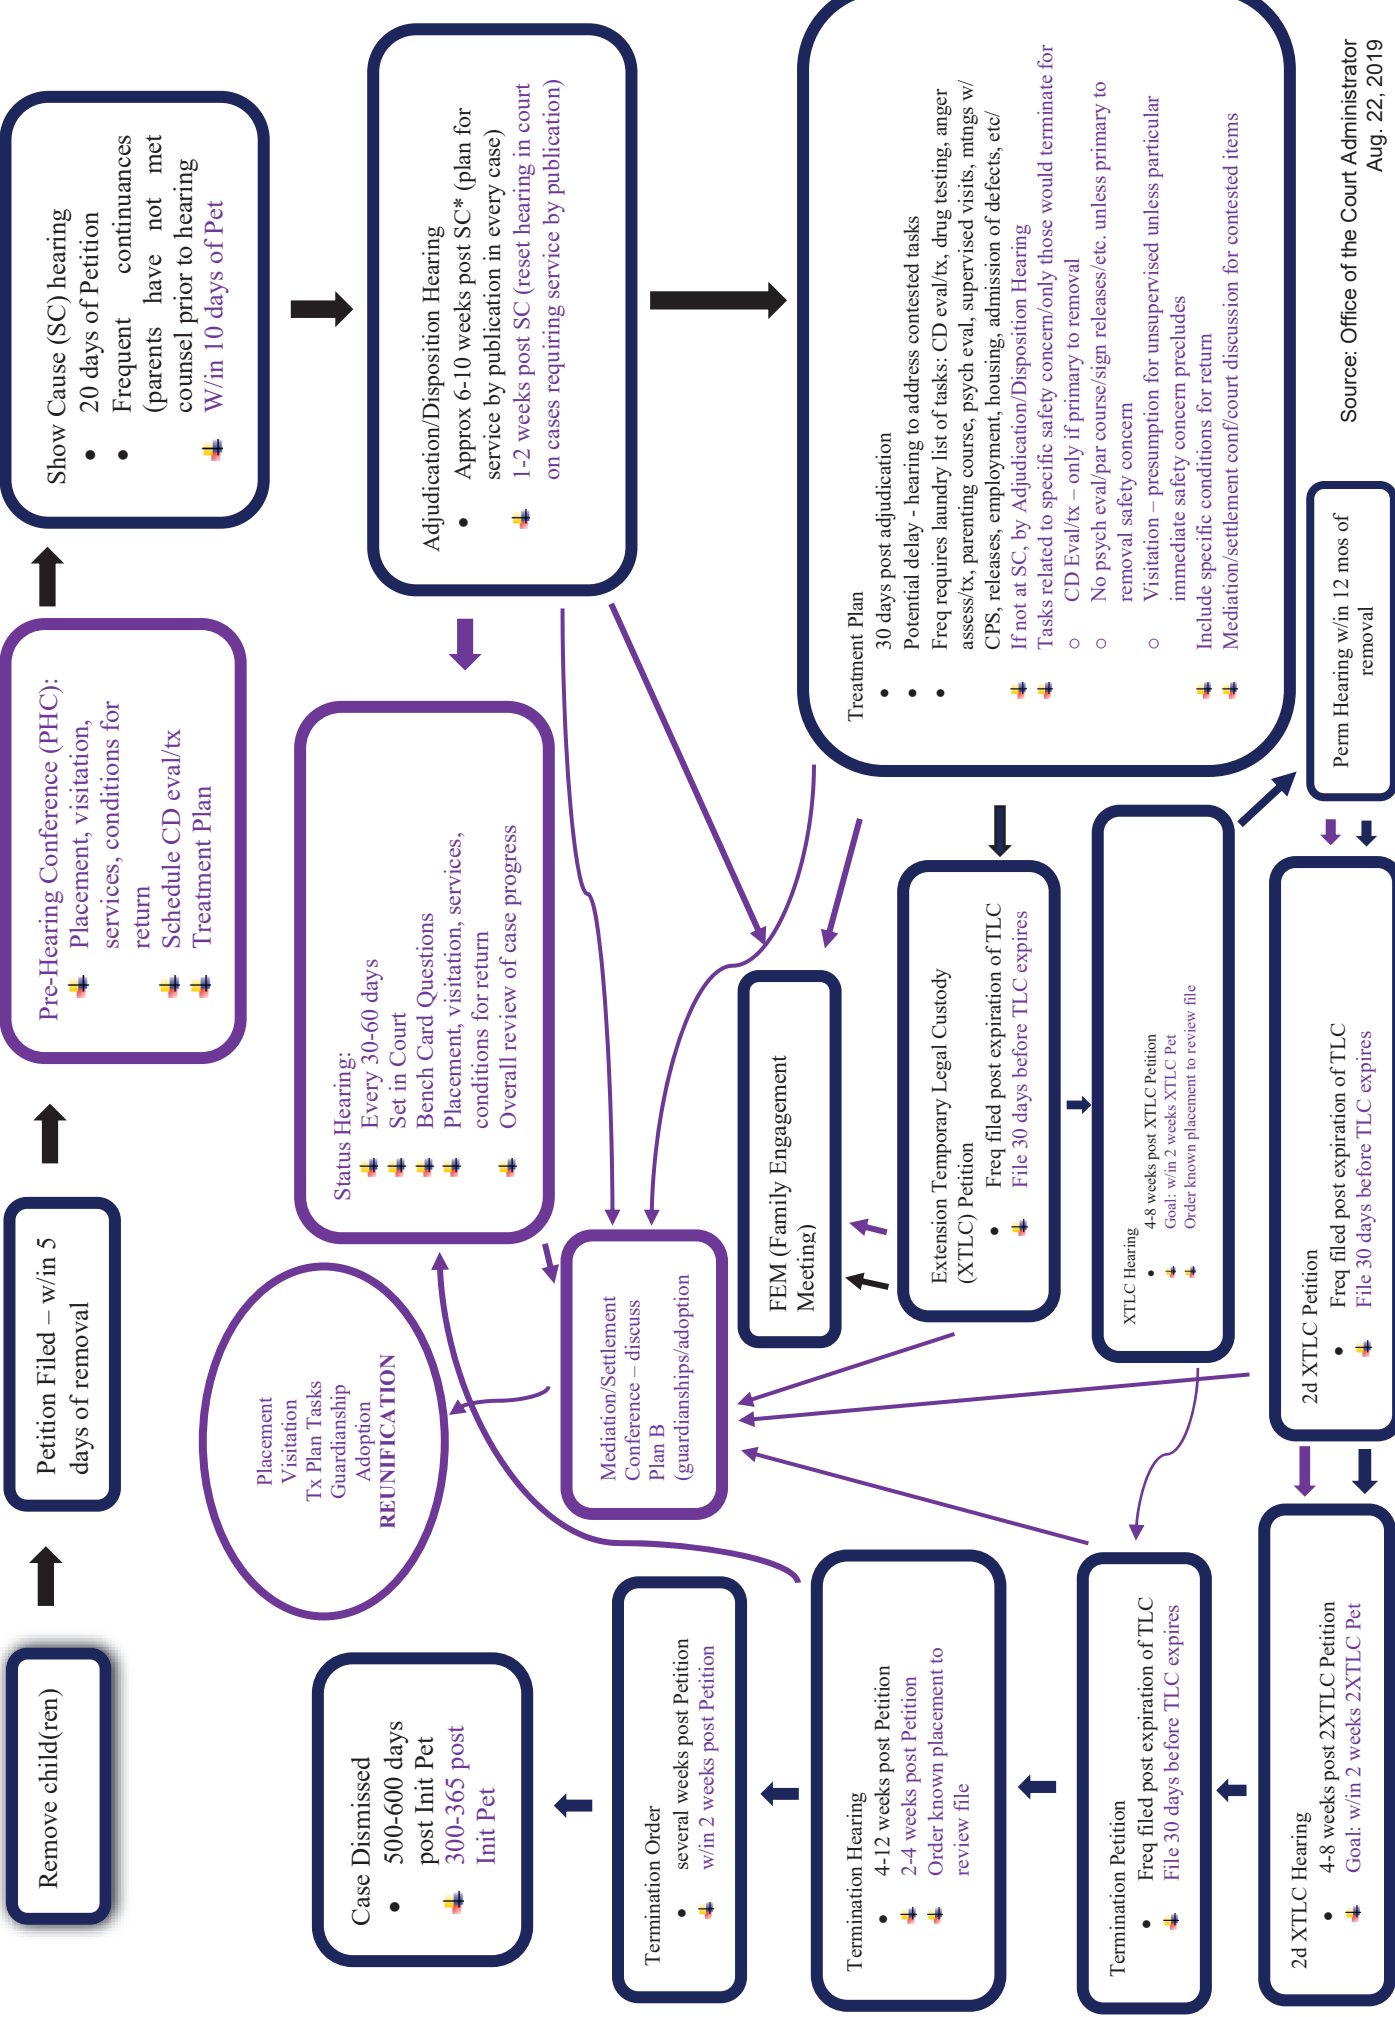 Remove child(ren)
Petition Filed – w/in 5
days of removal
Pre-Hearing Conference (PHC):
Placement, visitation,
services, conditions for
return
Schedule CD eval/tx
Treatment Plan
Show Cause (SC) hearing
• 20 days of Petition
• Frequent continuances
(parents have not met
counsel prior to hearing
W/in 10 days of Pet
Adjudication/Disposition Hearing
• Approx 6-10 weeks post SC* (plan for
service by publication in every case)
1-2 weeks post SC (reset hearing in court
on cases requiring service by publication)
Status Hearing:
Every 30-60 days
Set in Court
Bench Card Questions
Placement, visitation, services,
conditions for return
Overall review of case progress
Placement
Visitation
Tx Plan Tasks
Guardianship
Adoption
REUNIFICATION
Case Dismissed
• 500-600 days
post Init Pet
300-365 post
Init Pet
Mediation/Settlement
Conference – discuss
Plan B
(guardianships/adoption
Termination Order
• several weeks post Petition
w/in 2 weeks post Petition
FEM (Family Engagement
Meeting)
Treatment Plan
• 30 days post adjudication
• Potential delay - hearing to address contested tasks
• Freq requires laundry list of tasks: CD eval/tx, drug testing, anger
assess/tx, parenting course, psych eval, supervised visits, mtngs w/
CPS, releases, employment, housing, admission of defects, etc/
If not at SC, by Adjudication/Disposition Hearing
Tasks related to specific safety concern/only those would terminate for
○ CD Eval/tx – only if primary to removal
○ No psych eval/par course/sign releases/etc. unless primary to
removal safety concern
○ Visitation – presumption for unsupervised unless particular
immediate safety concern precludes
Include specific conditions for return
Mediation/settlement conf/court discussion for contested items
Termination Hearing
• 4-12 weeks post Petition
2-4 weeks post Petition
Order known placement to
review file
Extension Temporary Legal Custody
(XTLC) Petition
• Freq filed post expiration of TLC
File 30 days before TLC expires
Termination Petition
• Freq filed post expiration of TLC
File 30 days before TLC expires
XTLC Hearing
• 4-8 weeks post XTLC Petition
Goal: w/in 2 weeks XTLC Pet
Order known placement to review file
2d XTLC Hearing
• 4-8 weeks post 2XTLC Petition
Goal: w/in 2 weeks 2XTLC Pet
2d XTLC Petition
• Freq filed post expiration of TLC
File 30 days before TLC expires
Perm Hearing w/in 12 mos of
removal
Source: Office of the Court Administrator
Aug. 22, 2019